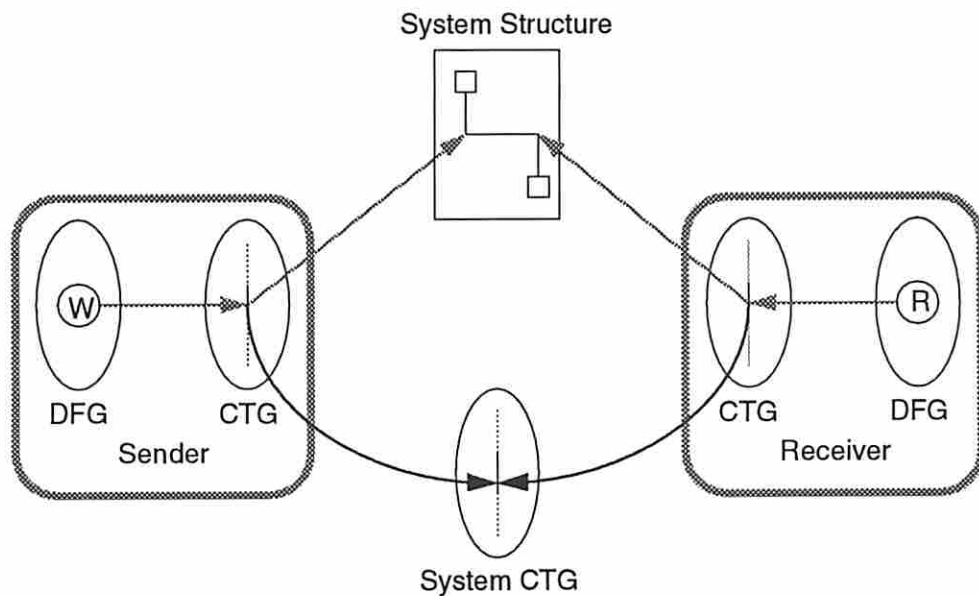 System Structure
W
R
DFG
CTG
CTG
DFG
Sender
Receiver
System CTG